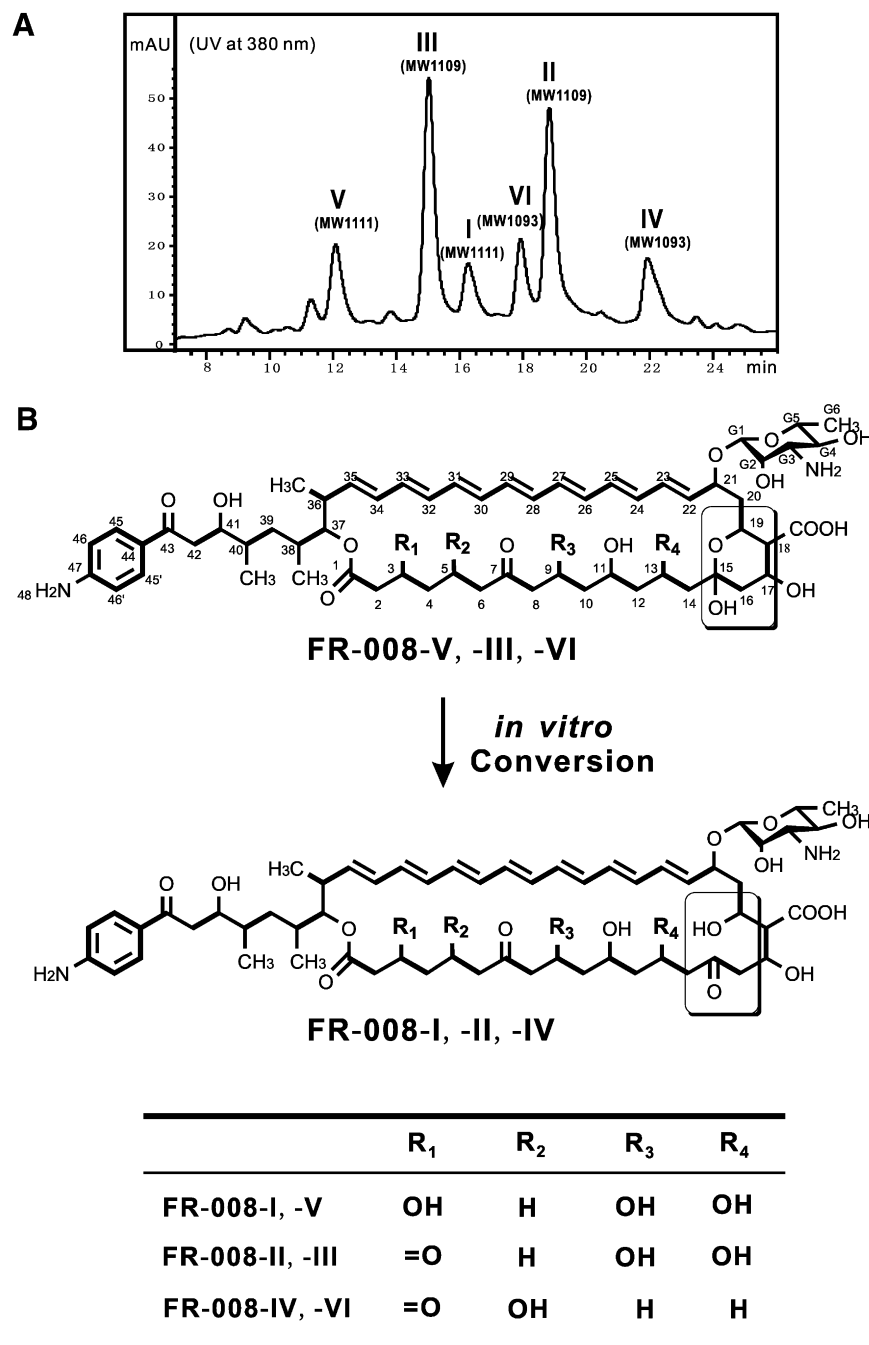 A
mAU
(UV at 380 nm)
III
(MW1109)
II
(MW1109)
V
(MW1111)
VI
(MW1093)
I
(MW1111)
IV
(MW1093)
50
40
30
20
10
0
8 10 12 14 16 18 20 22 24 min
B
G6
G5
CH3
G1
O
G4
OH
O
G2
G3
NH2
OH
21
20
H3C
35 33 31 29 27 25 23
36
34 32 30 28 26 24 22
O
OH
45
41
39
37
46
44
43
42
40
38
O
47
48 H2N
45'
46'
CH3
CH3
1
O
R1
R2
O
R3
OH
R4
3 5 7 9 11 13 15 17
2 4 6 8 10 12 14 16
O
19
18
COOH
OH
OH
FR-008-V, -III, -VI
in vitro
Conversion
CH3
O
OH
O
NH2
OH
H3C
O
OH
O
H2N
CH3
CH3
O
R1
R2
O
R3
OH
R4
HO
COOH
O
OH
FR-008-I, -II, -IV
R1 R2 R3 R4
FR-008-I, -V OH H OH OH
FR-008-II, -III =O H OH OH
FR-008-IV, -VI =O OH H H